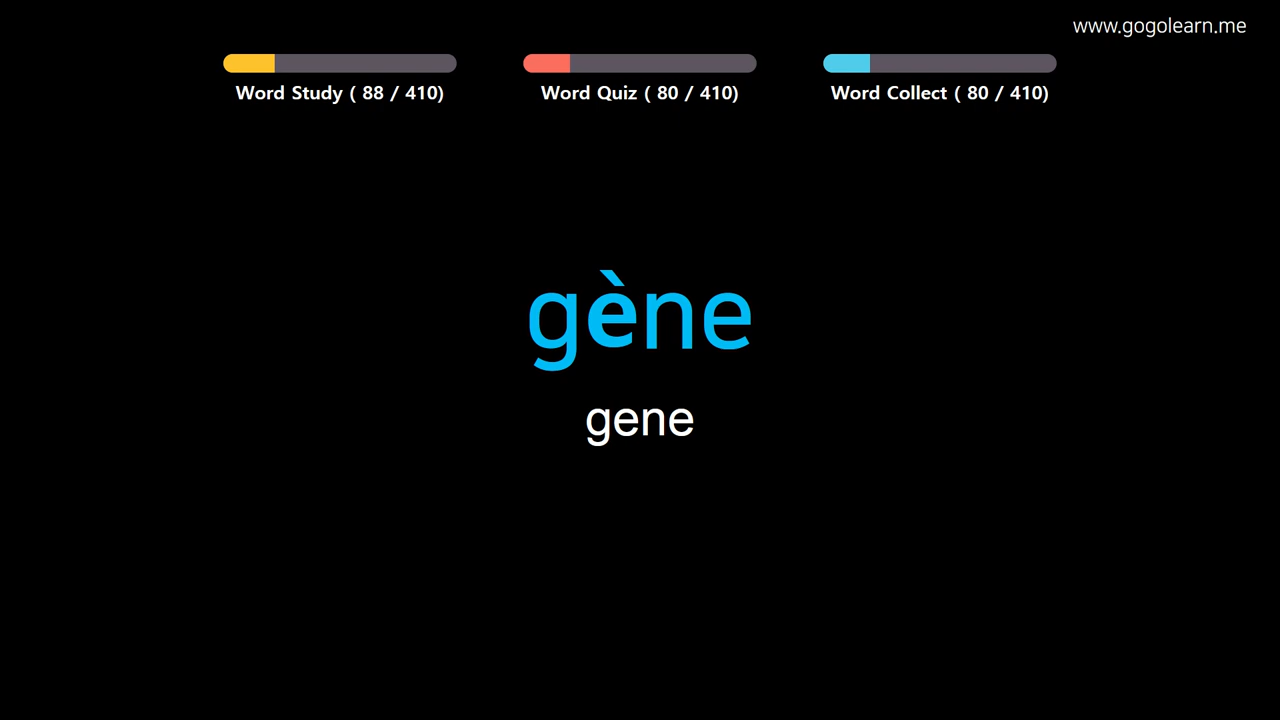 www.gogolearn.me
Word Study ( 88 / 410)
Word Quiz ( 80 / 410)
Word Collect ( 80 / 410)
gène
gene